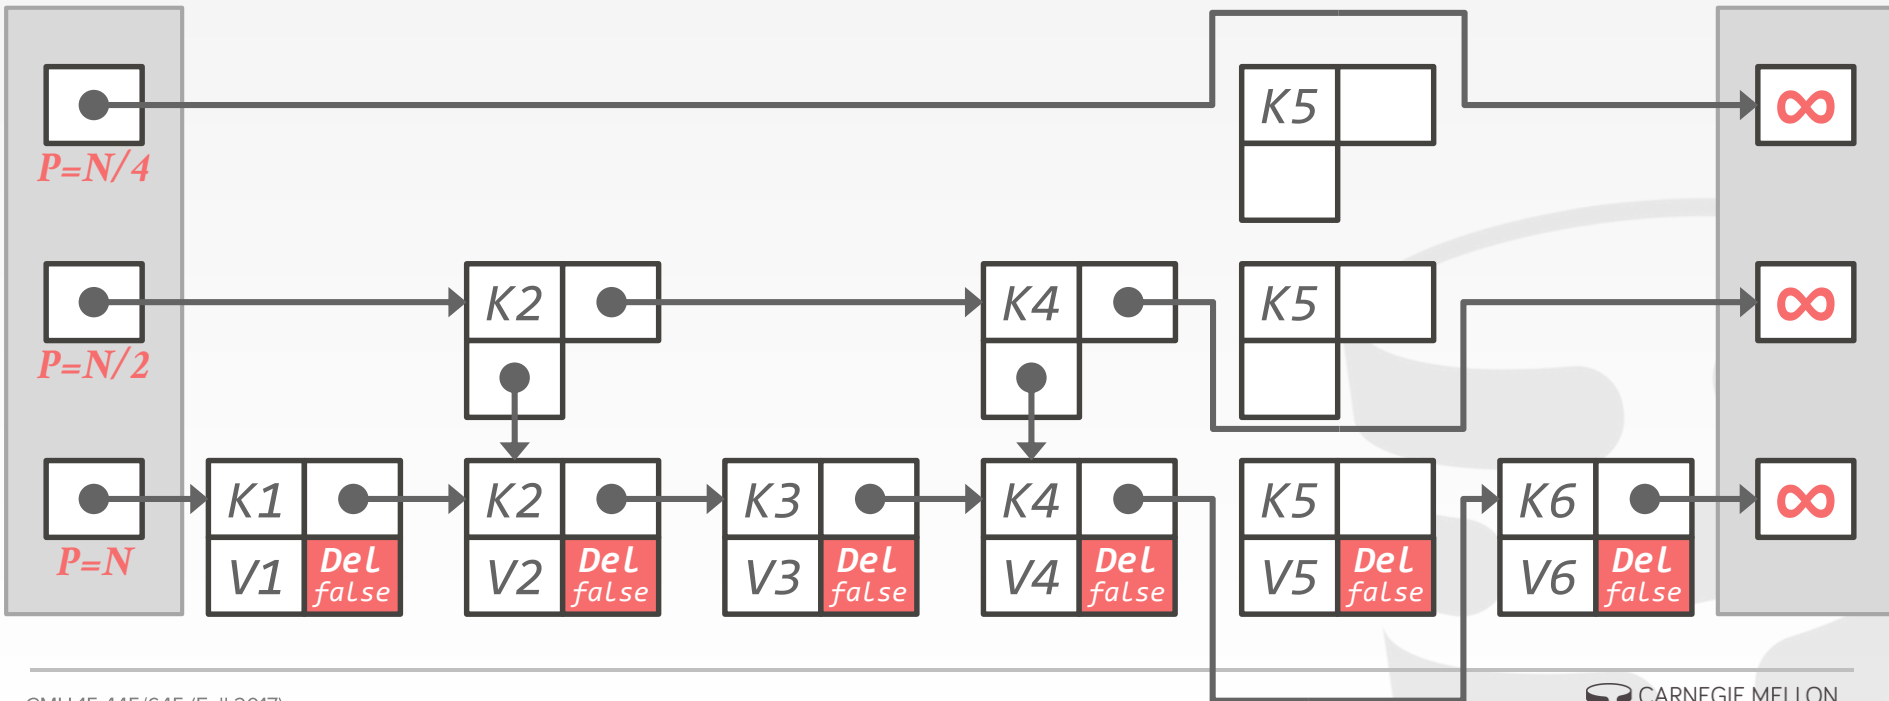 K5 ∞
P=N/4
K2 K4 K5 ∞
P=N/2
K1 K2 K3 K4 K5 K6 ∞
P=N
V1 Del false V2 Del false V3 Del false V4 Del false V5 Del false V6 Del false
CARNEGIE MELLON